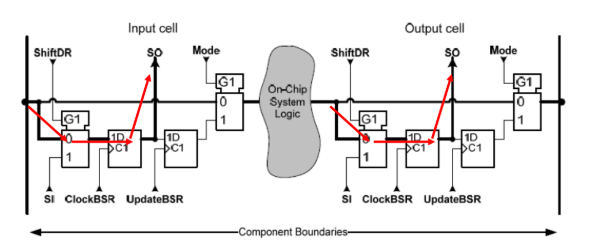 Input cell
Output cell
ShiftDR
SO
Mode
ShiftDR
SO
Mode
G1
G1
0
1
On-Chip
System
Logic
0
1
G1
G1
0
1
1D
C1
1D
C1
0
1
1D
C1
1D
C1
SI
ClockBSR
UpdateBSR
SI
ClockBSR
UpdateBSR
Component Boundaries